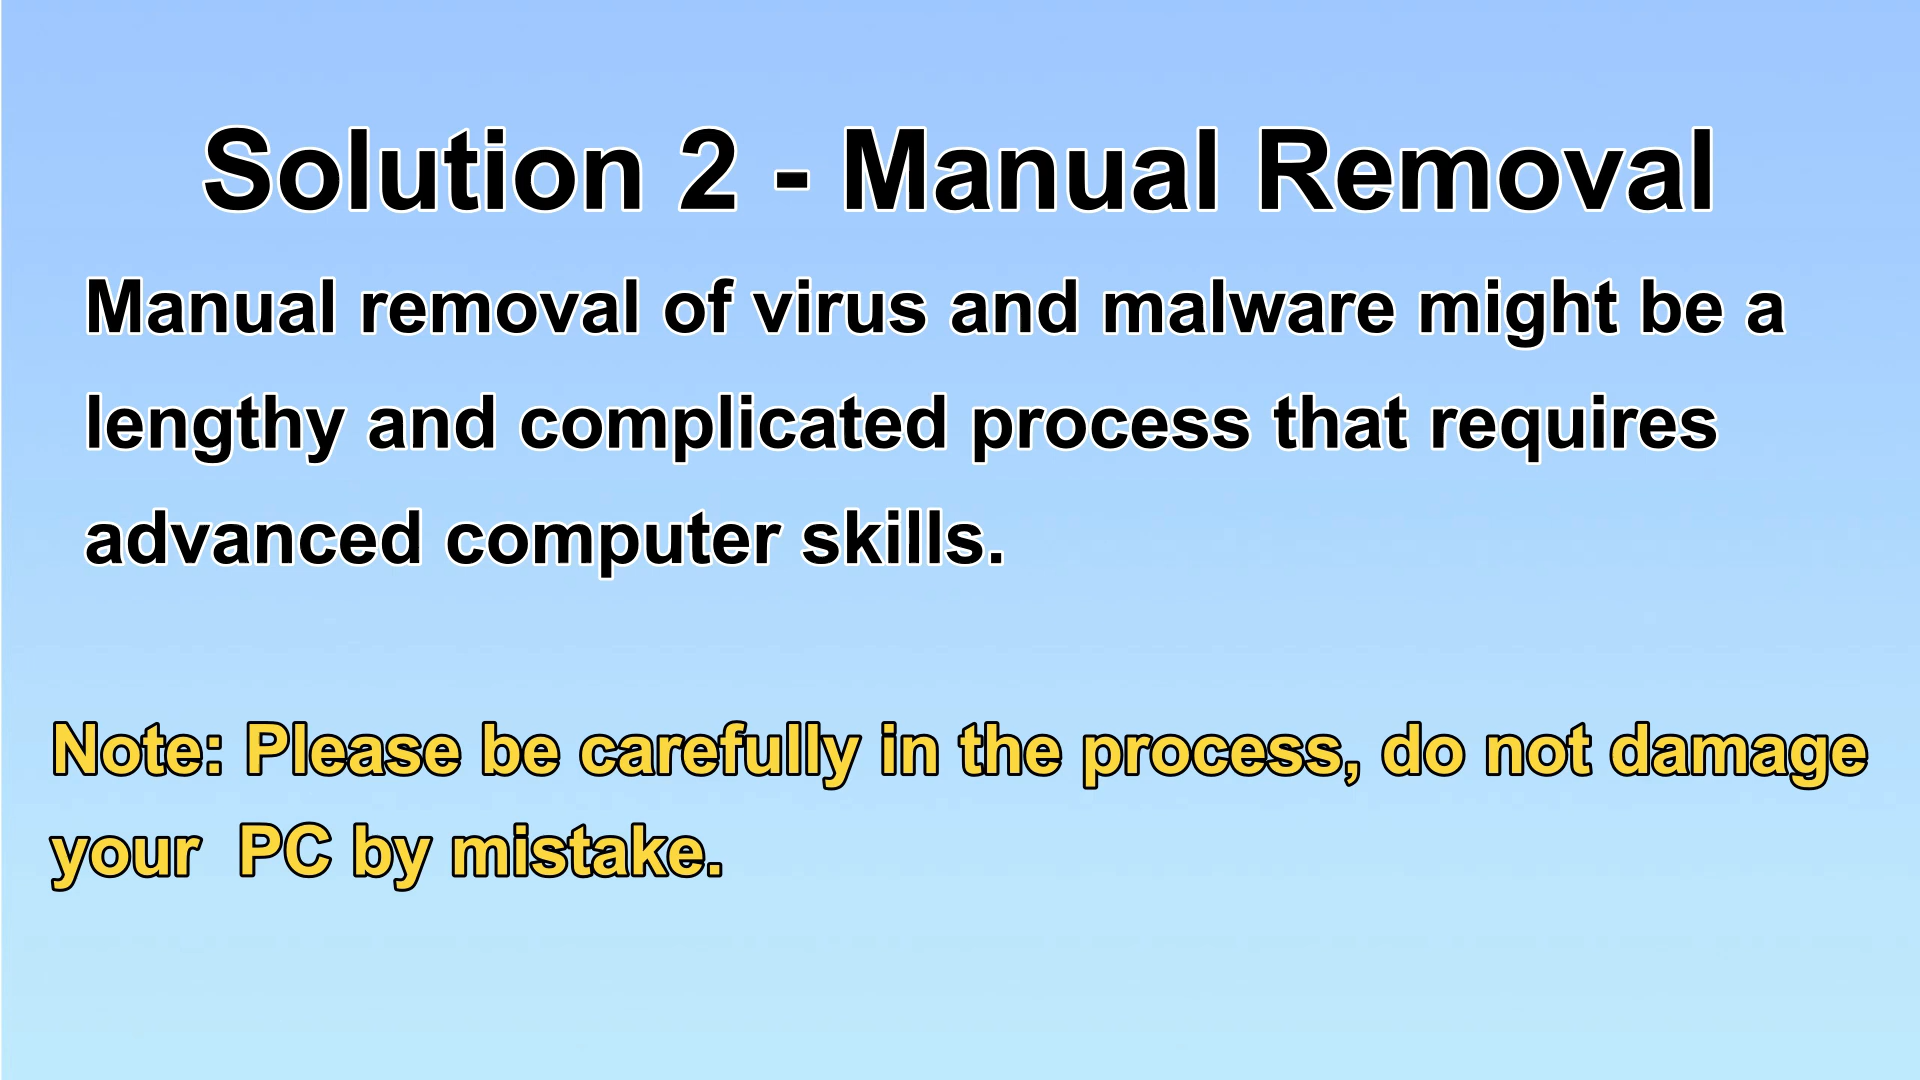 Solution 2 - Manual Removal
Manual removal of virus and malware might be a
lengthy and complicated process that requires
advanced computer skills.
Note: Please be carefully in the process, do not damage
your  PC by mistake.